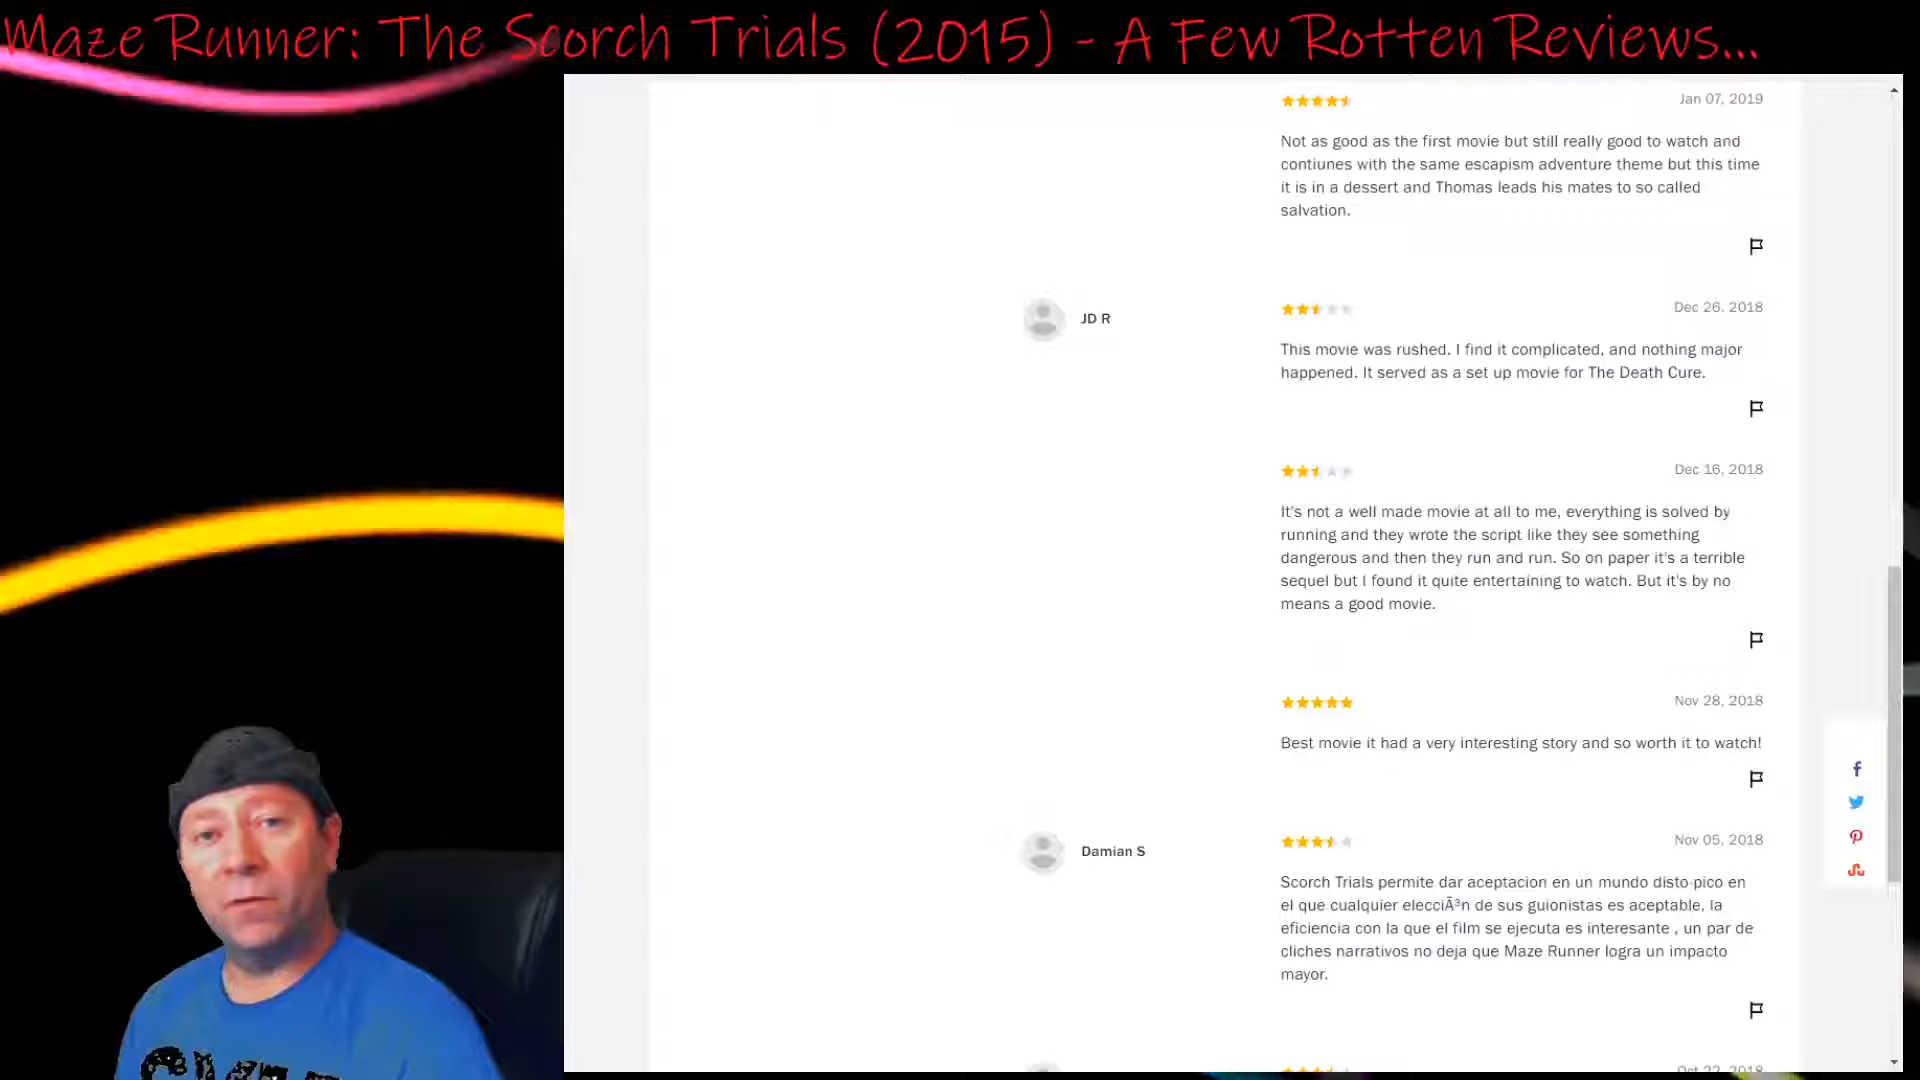 Maze Runner: The Scorch Trials (2015) - A Few Rotten Reviews...
Jan 07, 2019
Not as good as the first movie but still really good to watch and
contiunes with the same escapism adventure theme but this time
it is in a dessert and Thomas leads his mates to so called
salvation.
JD R
Dec 26, 2018
This movie was rushed. I find it complicated, and nothing major
happened. It served as a set up movie for The Death Cure.
Dec 16, 2018
It's not a well made movie at all to me, everything is solved by
running and they wrote the script like they see something
dangerous and then they run and run. So on paper it's a terrible
sequel but I found it quite entertaining to watch. But it's by no
means a good movie.
Nov 28, 2018
Best movie it had a very interesting story and so worth it to watch!
Damian S
Nov 05, 2018
Scorch Trials permite dar aceptacion en un mundo disto-pico en
el que cualquier elecciÃ³n de sus guionistas es aceptable, la
eficiencia con la que el film se ejecuta es interesante , un par de
cliches narrativos no deja que Maze Runner logra un impacto
mayor.
Oct 22, 2018